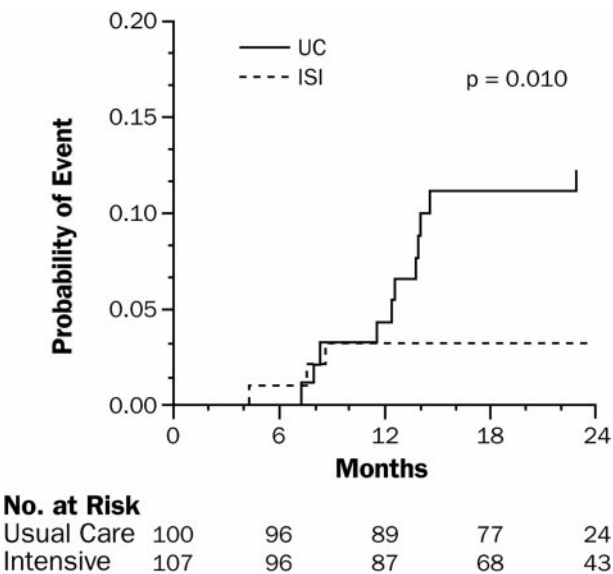 0.20
UC
ISI
p = 0.010
0.15
0.10
0.05
0.00
Probability of Event
0 6 12 18 24
Months
No. at Risk
Usual Care 100 96 89 77 24
Intensive 107 96 87 68 43